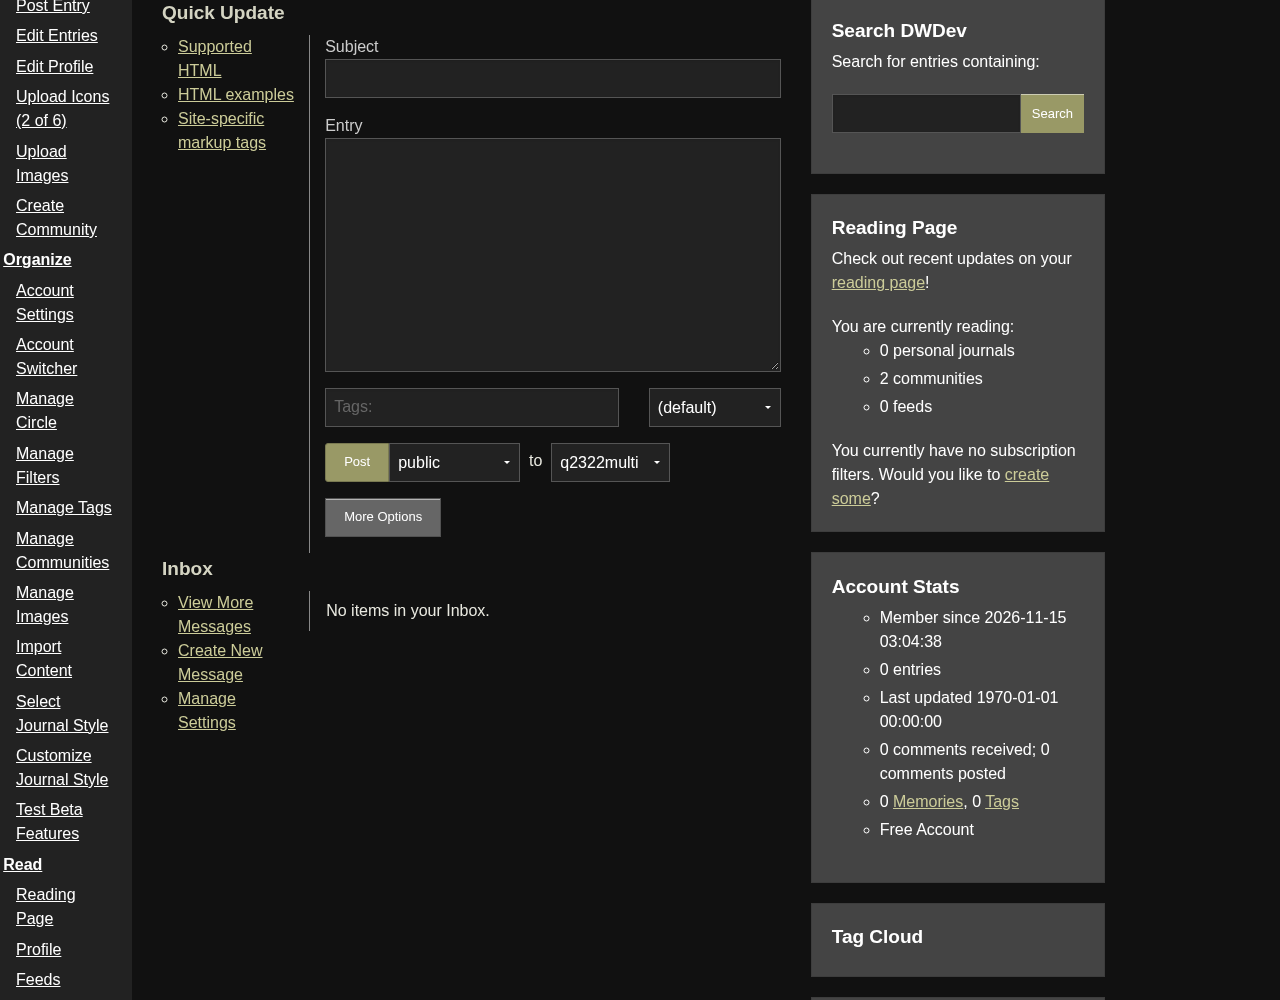 Post Entry
Edit Entries
Edit Profile
Upload Icons
(2 of 6)
Upload
Images
Create
Community
Organize
Account
Settings
Account
Switcher
Manage
Circle
Manage
Filters
Manage Tags
Manage
Communities
Manage
Images
Import
Content
Select
Journal Style
Customize
Journal Style
Test Beta
Features
Read
Reading
Page
Profile
Feeds
Quick Update
Supported
HTML
HTML examples
Site-specific
markup tags
Subject
Entry
Tags:
(default)
Post
public
to
q2322multi
More Options
Inbox
View More
Messages
Create New
Message
Manage
Settings
No items in your Inbox.
Search DWDev
Search for entries containing:
Search
Reading Page
Check out recent updates on your
reading page!
You are currently reading:
0 personal journals
2 communities
0 feeds
You currently have no subscription
filters. Would you like to create
some?
Account Stats
Member since 2026-11-15
03:04:38
0 entries
Last updated 1970-01-01
00:00:00
0 comments received; 0
comments posted
0 Memories, 0 Tags
Free Account
Tag Cloud